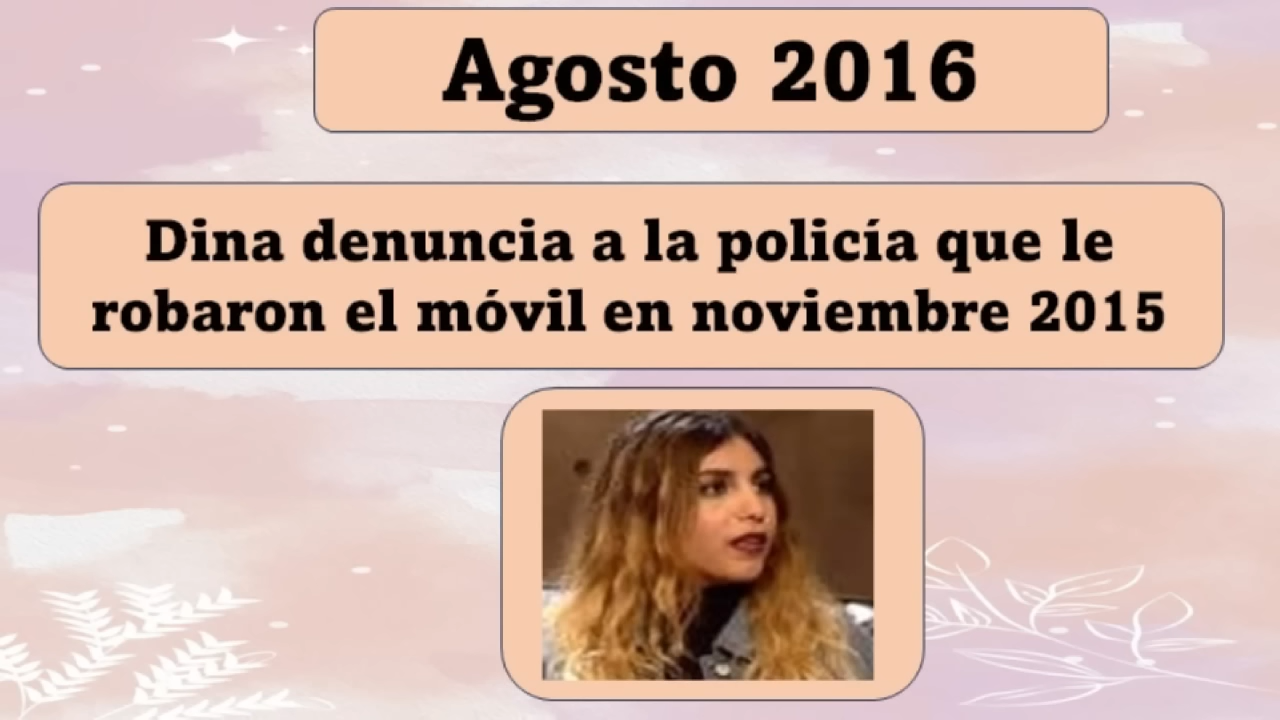 Agosto 2016
Dina denuncia a la policía que le
robaron el móvil en noviembre 2015